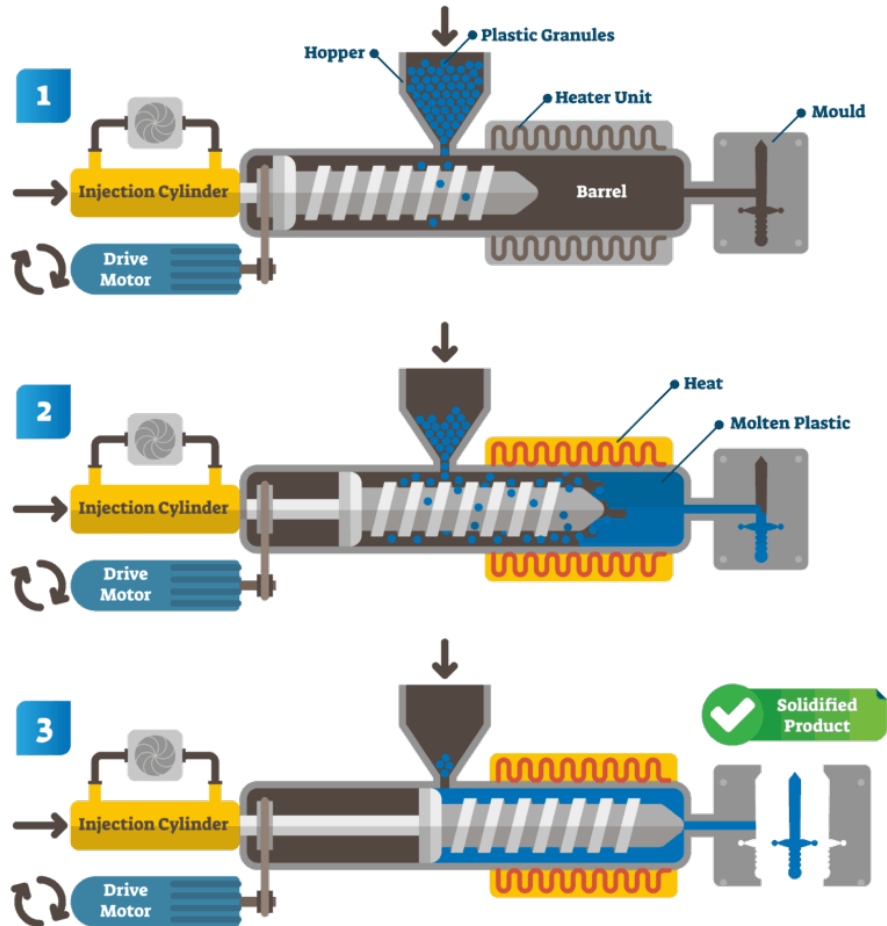 Plastic Granules
Hopper
1
Heater Unit
Mould
Injection Cylinder
Barrel
Drive
Motor
2
Heat
Molten Plastic
Injection Cylinder
Drive
Motor
3
Solidified
Product
Injection Cylinder
Drive
Motor